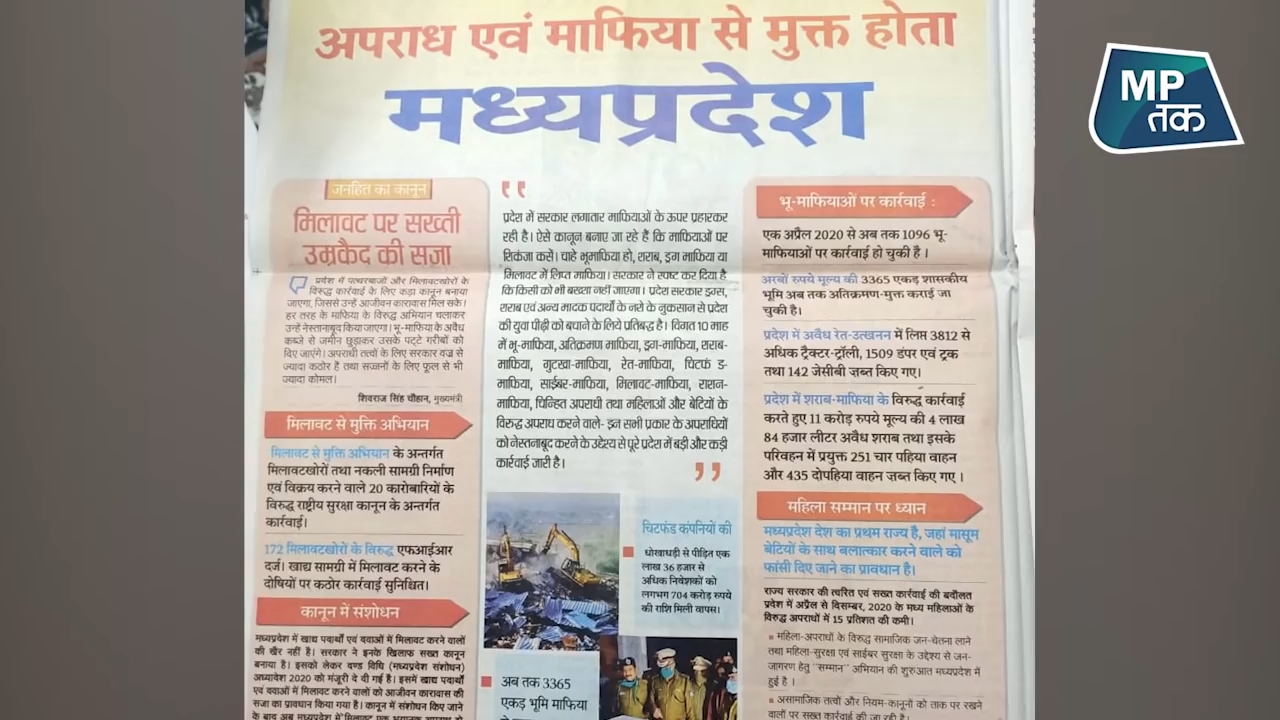 अपराध एवं माफिया से मुक्त होता
मध्यप्रदेश
MP
तक
जनहित का कानून
मिलावट पर सख्ती
उम्रकैद की सजा
प्रदेश में पत्थरबाजों और मिलावटखोरों के
विरुद्ध कार्रवाई के लिए कड़ा कानून बनाया
जाएगा, जिससे उन्हें आजीवन कारावास मिल सके।
हर तरह के माफिया के विरुद्ध अभियान चलाकर
उन्हें नेस्तनाबूद किया जाएगा। भू-माफिया के अवैध
कब्जे से जमीन छुड़ाकर उसके पट्टे गरीबों को
दिए जाएंगे। अपराधी तत्वों के लिए सरकार वज्र से
ज्यादा कठोर हैं तथा सज्जनों के लिए फूल से भी
ज्यादा कोमल।
शिवराज सिंह चौहान, मुख्यमंत्री
मिलावट से मुक्ति अभियान
मिलावट से मुक्ति अभियान के अन्तर्गत
मिलावटखोरों तथा नकली सामग्री निर्माण
एवं विक्रय करने वाले 20 कारोबारियों के
विरुद्ध राष्ट्रीय सुरक्षा कानून के अन्तर्गत
कार्रवाई।
172 मिलावटखोरों के विरुद्ध एफआईआर
दर्ज। खाद्य सामग्री में मिलावट करने के
दोषियों पर कठोर कार्रवाई सुनिश्चित।
कानून में संशोधन
मध्यप्रदेश में खाद्य पदार्थों एवं दवाओं में मिलावट करने वालों
की खैर नहीं है। सरकार ने इनके खिलाफ सख्त कानून
बनाया है। इसको लेकर दण्ड विधि (मध्यप्रदेश संशोधन)
अध्यादेश 2020 को मंजूरी दे दी गई है। इसमें खाद्य पदार्थों
एवं दवाओं में मिलावट करने वालों को आजीवन कारावास की
सजा का प्रावधान किया गया है। कानून में संशोधन किए जाने
के बाद अब मध्यप्रदेश में मिलावट एक
प्रदेश में सरकार लगातार माफियाओं के ऊपर प्रहारकर
रही है। ऐसे कानून बनाए जा रहे हैं कि माफियाओं पर
शिकंजा कसें। चाहे भूमाफिया हो, शराब, ड्रग माफिया या
मिलावट में लिप्त माफिया। सरकार ने स्पष्ट कर दिया है
कि किसी को भी बख्शा नहीं जाएगा। प्रदेश सरकार ड्रग्स,
शराब एवं अन्य मादक पदार्थों के नशे के नुकसान से प्रदेश
की युवा पीढ़ी को बचाने के लिये प्रतिबद्ध है। विगत 10 माह
में भू-माफिया, अतिक्रमण माफिया, ड्रग-माफिया, शराब-
माफिया, गुटखा-माफिया, रेत-माफिया, चिटफं ड-
माफिया, साईबर-माफिया, मिलावट-माफिया, राशन-
माफिया, चिन्हित अपराधी तथा महिलाओं और बेटियों के
विरुद्ध अपराध करने वाले- इन सभी प्रकार के अपराधियों
को नेस्तनाबूद करने के उद्देश्य से पूरे प्रदेश में बड़ी और कड़ी
कार्रवाई जारी है।
चिटफंड कंपनियों की
धोखाधड़ी से पीड़ित एक
लाख 36 हजार से
अधिक निवेशकों को
लगभग 704 करोड़ रुपये
की राशि मिली वापस।
अब तक 3365
एकड़ भूमि माफिया
भू-माफियाओं पर कार्रवाई :
एक अप्रैल 2020 से अब तक 1096 भू-
माफियाओं पर कार्रवाई हो चुकी है।
अरबों रुपये मूल्य की 3365 एकड़ शासकीय
भूमि अब तक अतिक्रमण-मुक्त कराई जा
चुकी है।
प्रदेश में अवैध रेत-उत्खनन में लिप्त 3812 से
अधिक ट्रैक्टर-ट्रॉली, 1509 डंपर एवं ट्रक
तथा 142 जेसीबी ज़ब्त किए गए।
प्रदेश में शराब-माफिया के विरुद्ध कार्रवाई
करते हुए 11 करोड़ रुपये मूल्य की 4 लाख
84 हजार लीटर अवैध शराब तथा इसके
परिवहन में प्रयुक्त 251 चार पहिया वाहन
और 435 दोपहिया वाहन ज़ब्त किए गए।
महिला सम्मान पर ध्यान
मध्यप्रदेश देश का प्रथम राज्य है, जहां मासूम
बेटियों के साथ बलात्कार करने वाले को
फांसी दिए जाने का प्रावधान है।
राज्य सरकार की त्वरित एवं सख्त कार्रवाई की बदौलत
प्रदेश में अप्रैल से दिसम्बर, 2020 के मध्य महिलाओं के
विरुद्ध अपराधों में 15 प्रतिशत की कमी।
महिला-अपराधों के विरुद्ध सामाजिक जन-चेतना लाने
तथा महिला-सुरक्षा एवं साईबर सुरक्षा के उद्देश्य से जन-
जागरण हेतु "सम्मान" अभियान की शुरुआत मध्यप्रदेश में
हुई है।
असामाजिक तत्वों और नियम-कानूनों को ताक पर रखने
वालों पर सख्त कार्रवाई की जा रही है।